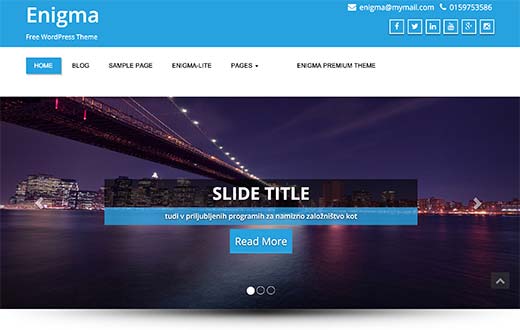 Enigma
Free WordPress Theme
enigma@mymail.com 0159753586
HOME BLOG SAMPLE PAGE ENIGMA-LITE PAGES ENIGMA PREMIUM THEME
SLIDE TITLE
tudi v priljubljenih programih za namizno založništvo kot
Read More